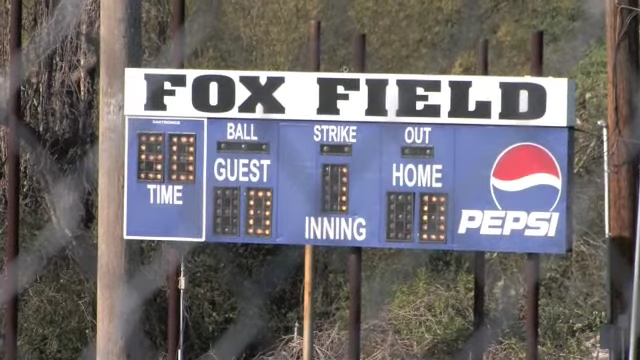 FOX FIELD
BALL STRIKE OUT
GUEST HOME
TIME
INNING
PEPSI